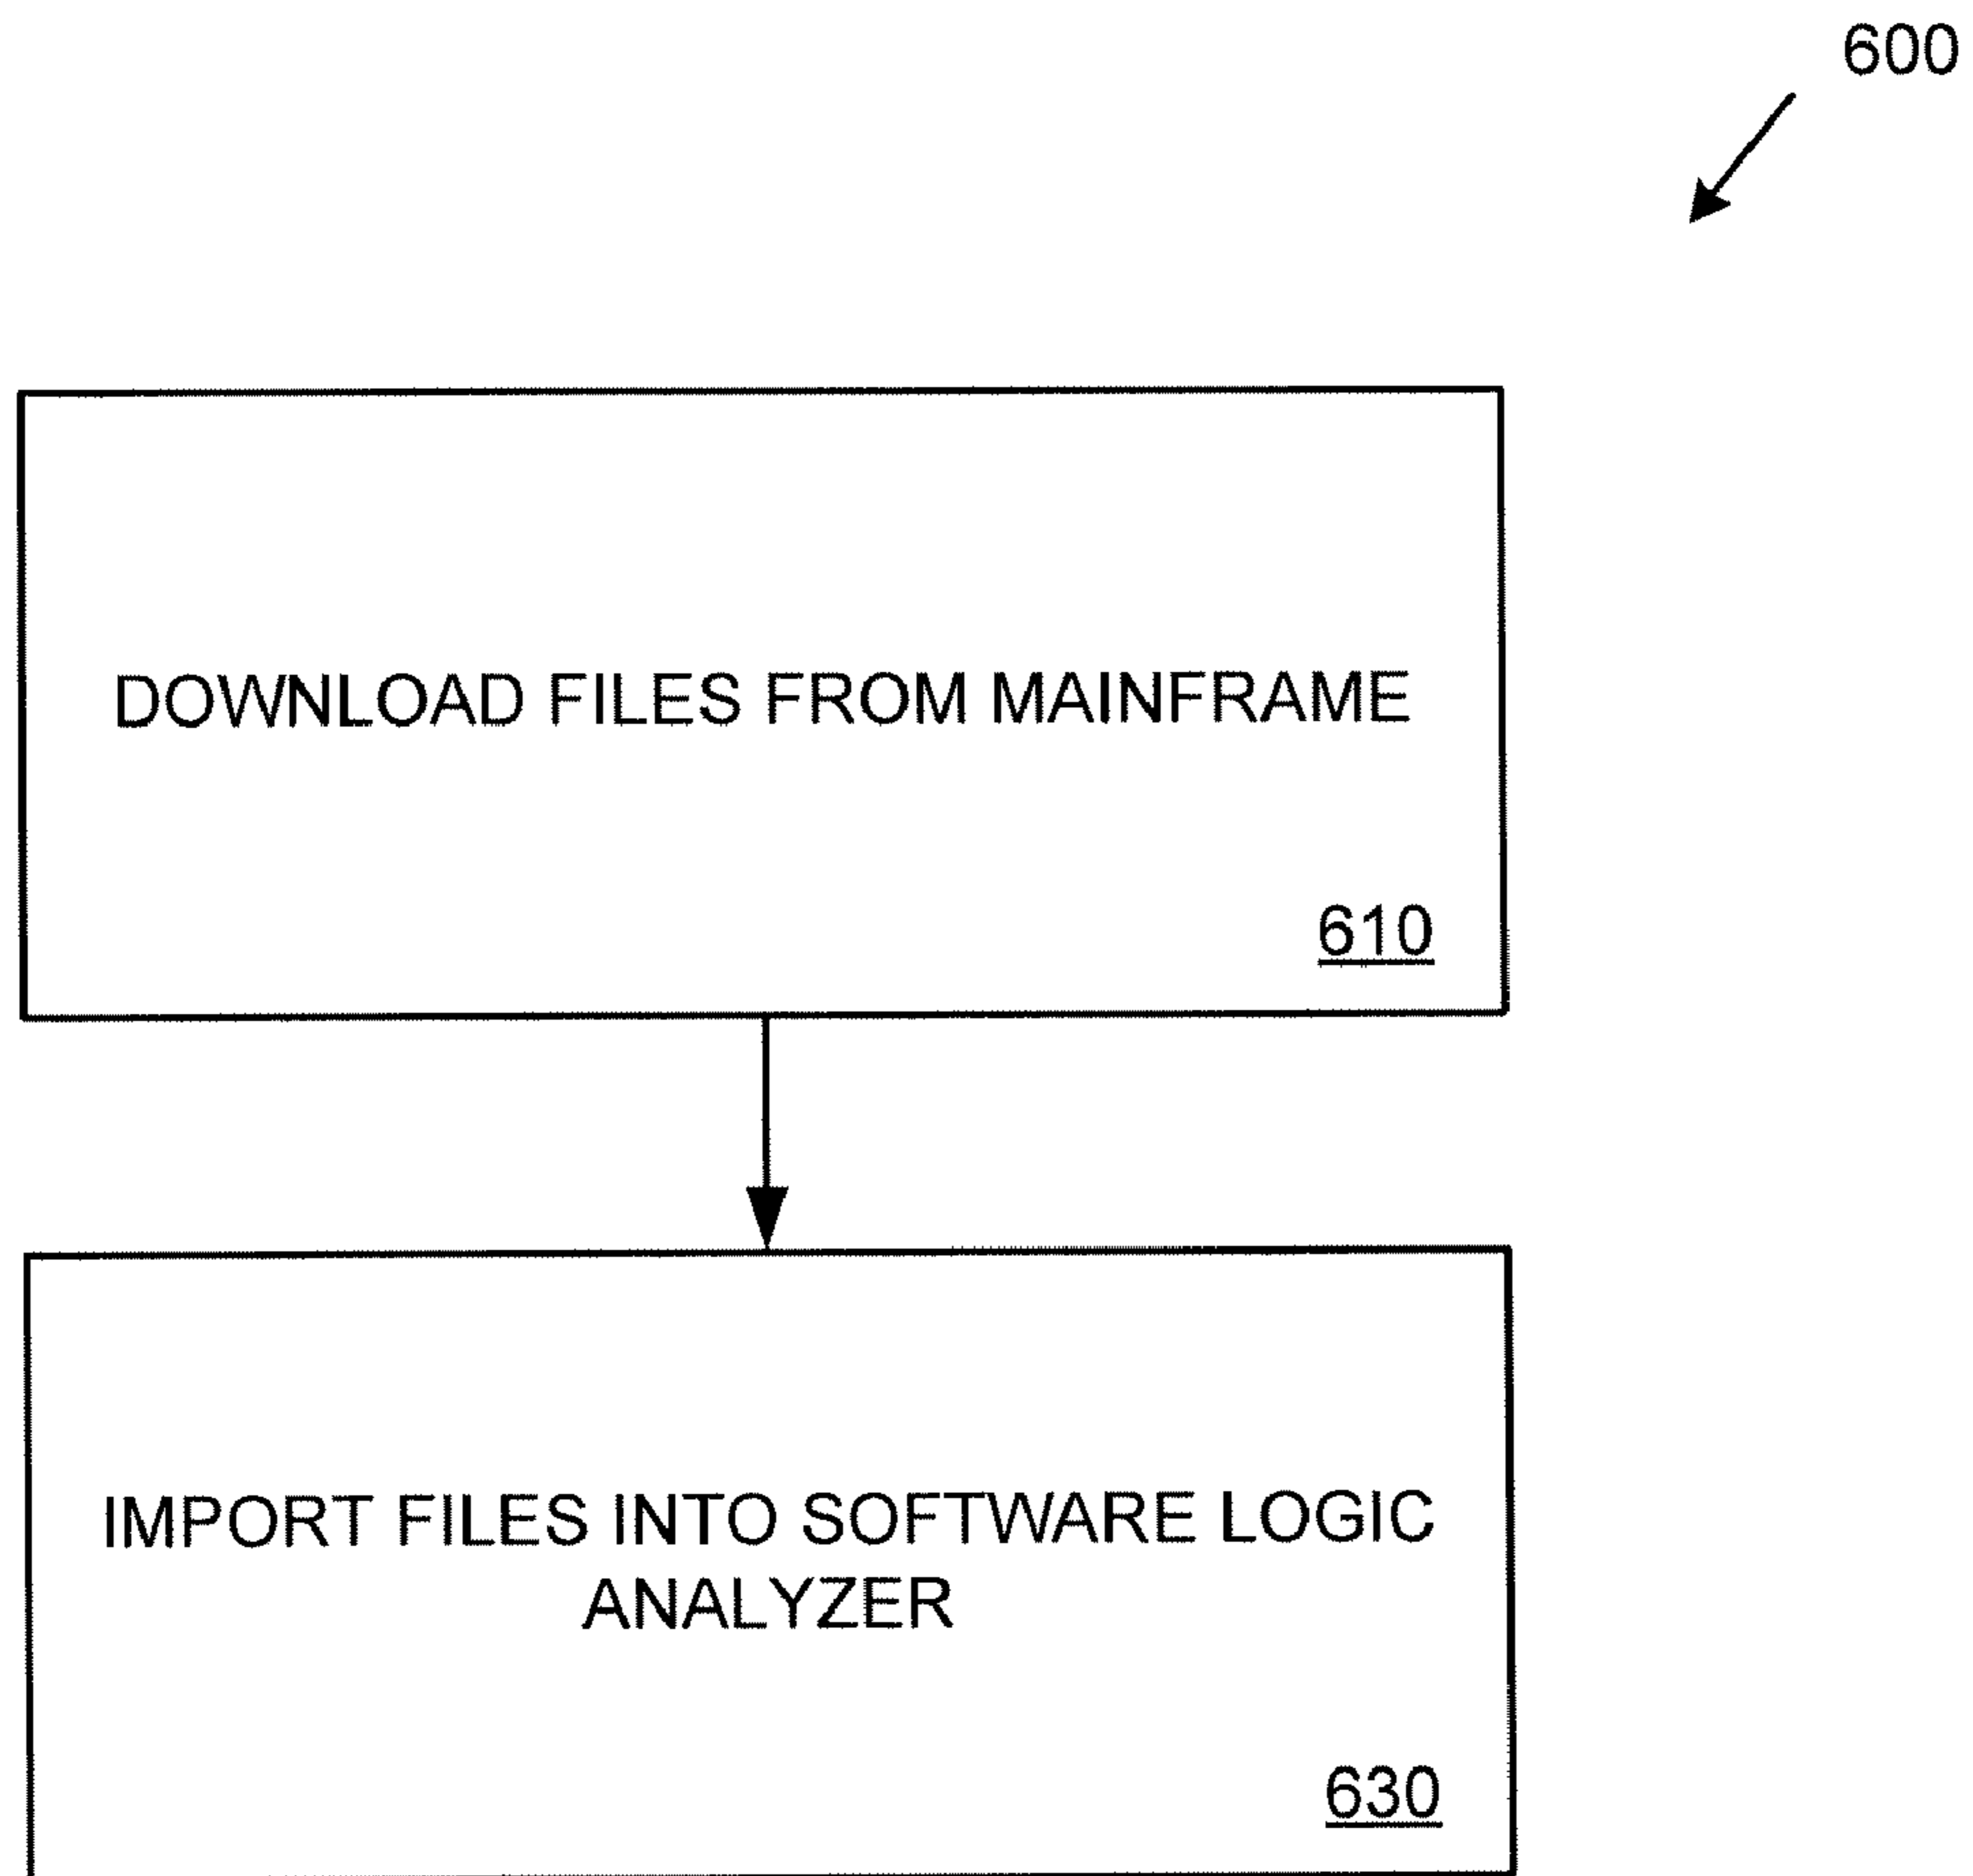 600
DOWNLOAD FILES FROM MAINFRAME
610
IMPORT FILES INTO SOFTWARE LOGIC
ANALYZER
630